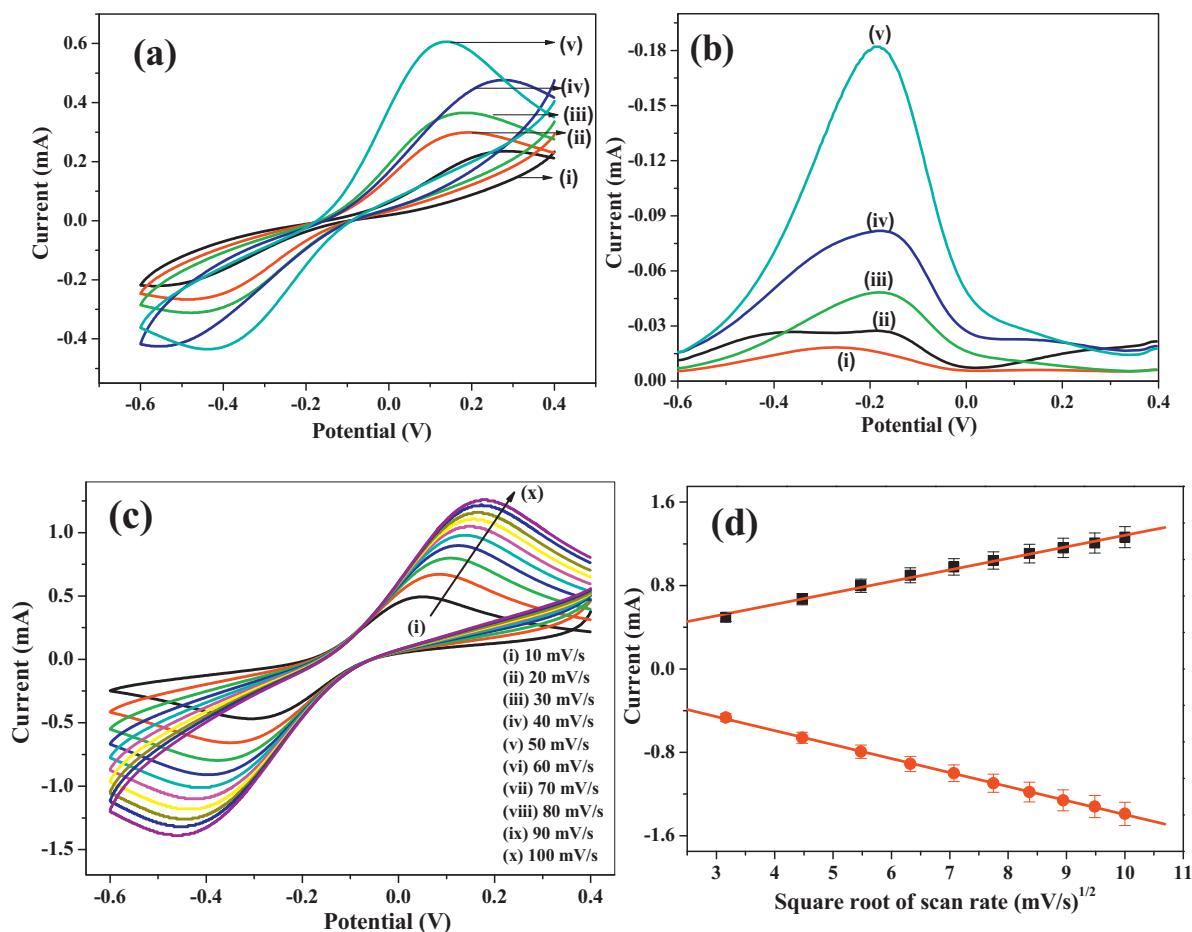 (a)
(v)
(iv)
(iii)
(ii)
(i)
0.6
0.4
0.2
0.0
-0.2
-0.4
Current (mA)
-0.6 -0.4 -0.2 0.0 0.2 0.4
Potential (V)
(b)
(v)
(iv)
(iii)
(ii)
(i)
-0.18
-0.15
-0.12
-0.09
-0.06
-0.03
0.00
Current (mA)
-0.6 -0.4 -0.2 0.0 0.2 0.4
Potential (V)
(c)
(x)
(i)
(i) 10 mV/s
(ii) 20 mV/s
(iii) 30 mV/s
(iv) 40 mV/s
(v) 50 mV/s
(vi) 60 mV/s
(vii) 70 mV/s
(viii) 80 mV/s
(ix) 90 mV/s
(x) 100 mV/s
1.0
0.5
0.0
-0.5
-1.0
-1.5
Current (mA)
-0.6 -0.4 -0.2 0.0 0.2 0.4
Potential (V)
(d)
1.6
0.8
0.0
-0.8
-1.6
Current (mA)
3 4 5 6 7 8 9 10 11
Square root of scan rate (mV/s)^1/2